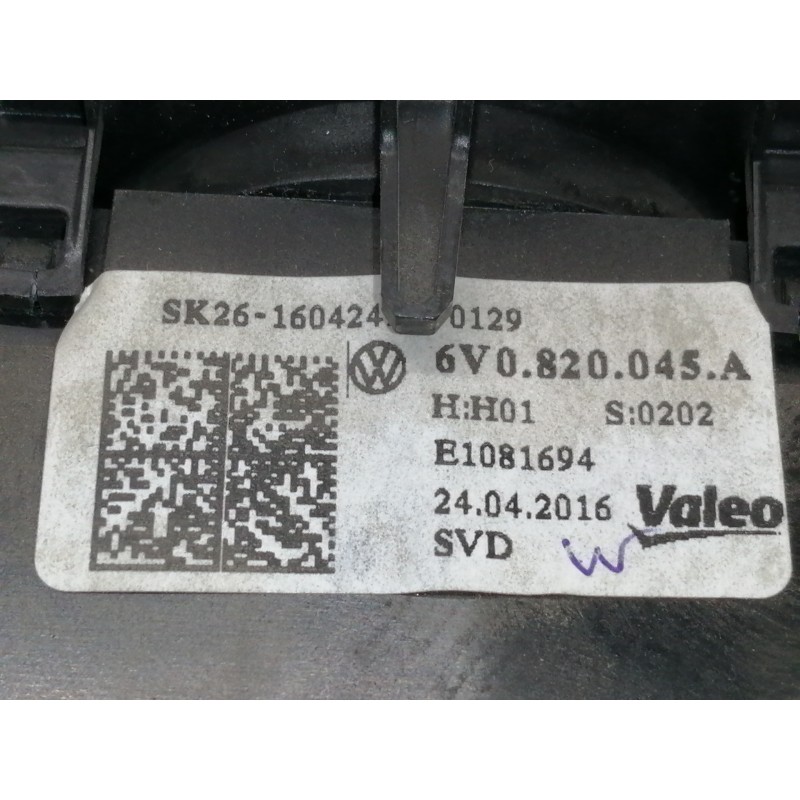 SK26-160424 0129
6V0.820.045.A
H:H01 S:0202
E1081694
24.04.2016 Valeo
SVD W